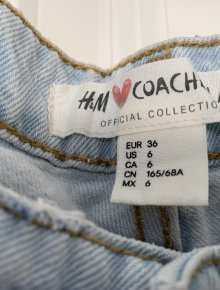 H&M ♥ COACH
OFFICIAL COLLECTI
EUR 36
US 6
CA 6
CN 165/68A
MX 6